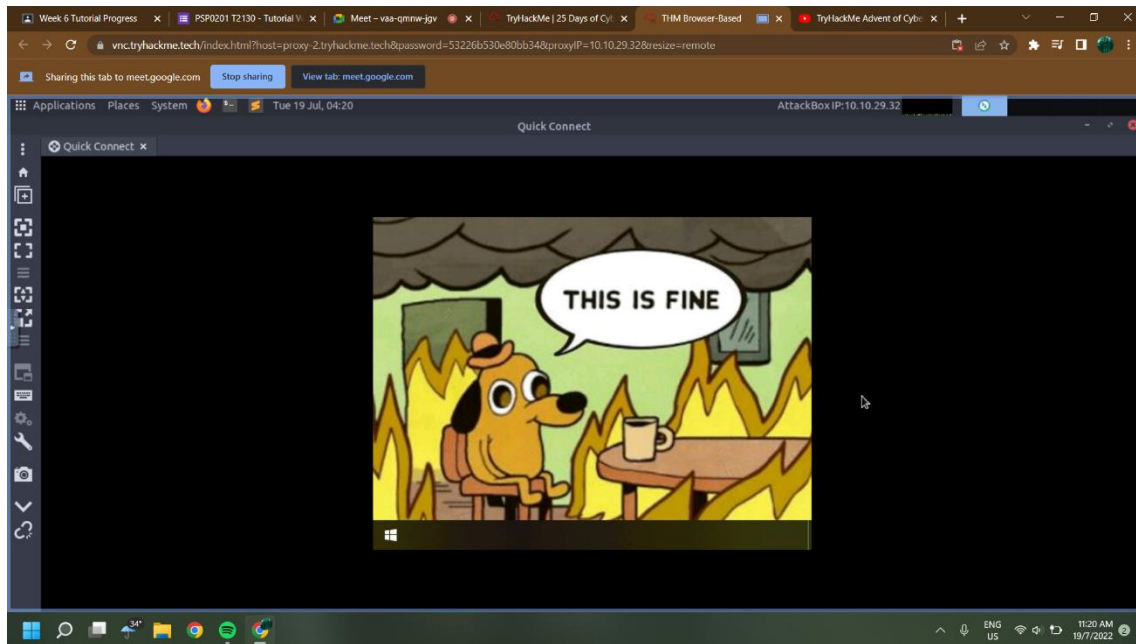 Week 6 Tutorial Progress
PSP0201 T2130 - Tutorial W
Meet – vaa-qmnw-jgv
TryHackMe | 25 Days of Cyb
THM Browser-Based
TryHackMe Advent of Cybe
vnc.tryhackme.tech/index.html?host=proxy-2.tryhackme.tech&password=53226b530e80bb348&proxyIP=10.10.29.32&resize=remote
Sharing this tab to meet.google.com
Stop sharing
View tab: meet.google.com
Applications Places System Tue 19 Jul, 04:20 AttackBox IP:10.10.29.32
Quick Connect
Quick Connect
THIS IS FINE
34°
ENG
US
11:20 AM
19/7/2022
2